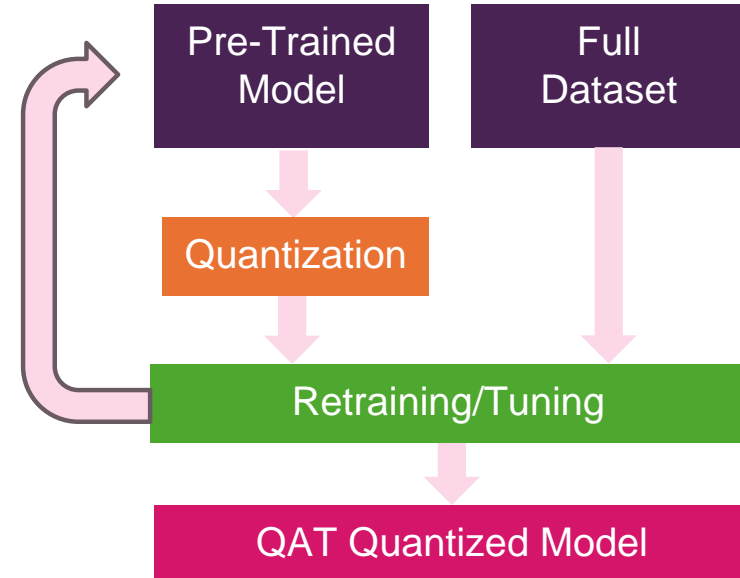 Pre-Trained
Model
Full
Dataset
Quantization
Retraining/Tuning
QAT Quantized Model